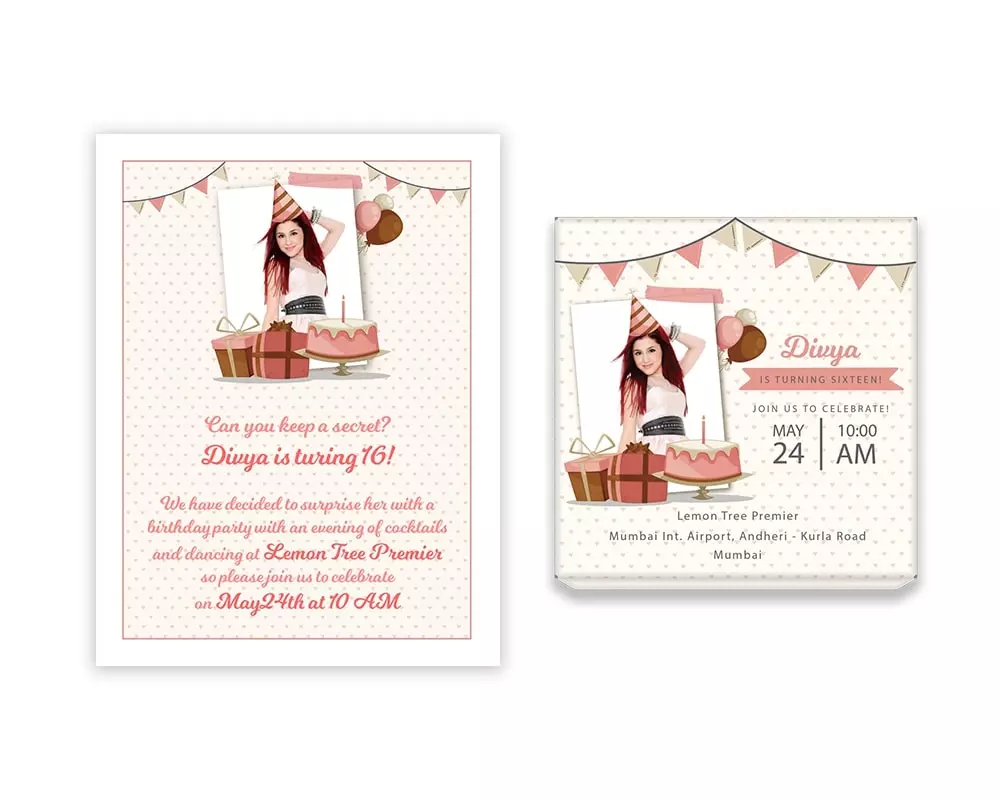 Can you keep a secret?
Divya is turing 16!
We have decided to surprise her with a
birthday party with an evening of cocktails
and dancing at Lemon Tree Premier
so please join us to celebrate
on May24th at 10 AM
Divya
IS TURNING SIXTEEN!
JOIN US TO CELEBRATE!
MAY 24 | 10:00 AM
Lemon Tree Premier
Mumbai Int. Airport, Andheri - Kurla Road
Mumbai